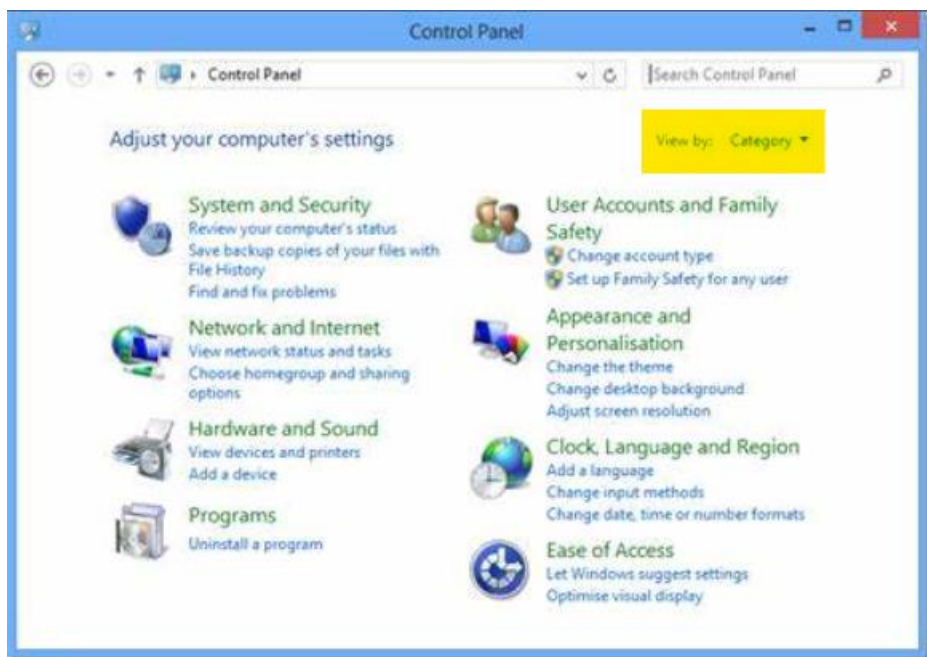 Control Panel
Control Panel
Search Control Panel
Adjust your computer's settings
View by: Category
System and Security
Review your computer's status
Save backup copies of your files with
File History
Find and fix problems
Network and Internet
View network status and tasks
Choose homegroup and sharing
options
Hardware and Sound
View devices and printers
Add a device
Programs
Uninstall a program
User Accounts and Family
Safety
Change account type
Set up Family Safety for any user
Appearance and
Personalisation
Change the theme
Change desktop background
Adjust screen resolution
Clock, Language and Region
Add a language
Change input methods
Change date, time or number formats
Ease of Access
Let Windows suggest settings
Optimise visual display